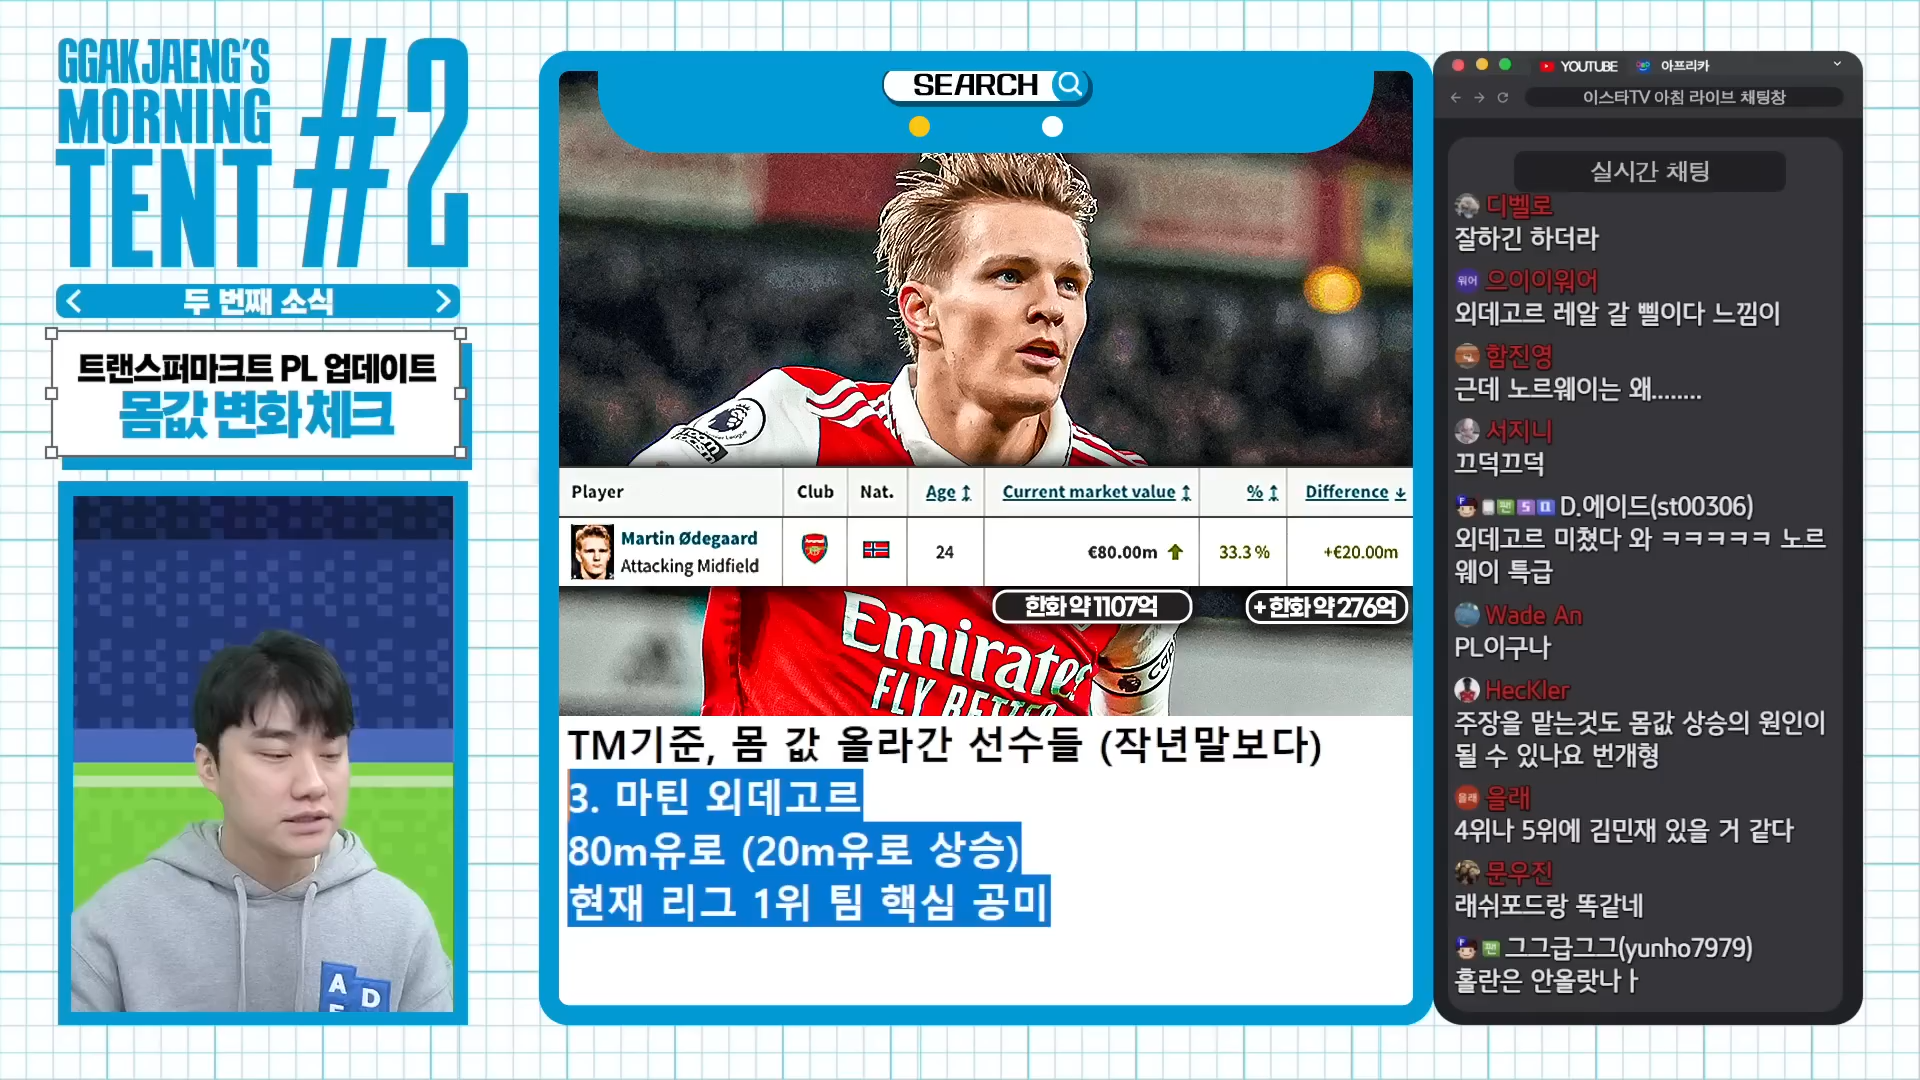 GGAKJAENG'S
MORNING
TENT
#2
두 번째 소식
트랜스퍼마크트 PL 업데이트
몸값 변화 체크
A D
SEARCH
Player Club Nat. Age Current market value % Difference
Martin Ødegaard
Attacking Midfield
24 €80.00m 33.3 % +€20.00m
한화 약 1107억
+ 한화 약 276억
Emirates
FLY BETTER
TM기준, 몸 값 올라간 선수들 (작년말보다)
3. 마틴 외데고르
80m유로 (20m유로 상승)
현재 리그 1위 팀 핵심 공미
YOUTUBE 아프리카
이스타TV 아침 라이브 채팅창
실시간 채팅
디벨로
잘하긴 하더라
워어 으이이워어
외데고르 레알 갈 삘이다 느낌이
함진영
근데 노르웨이는 왜........
서지니
끄덕끄덕
팬 5 D.에이드(st00306)
외데고르 미쳤다 와 ㅋㅋㅋㅋㅋ 노르
웨이 특급
Wade An
PL이구나
HecKler
주장을 맡는것도 몸값 상승의 원인이
될 수 있나요 번개형
을래 을래
4위나 5위에 김민재 있을 거 같다
문우진
래쉬포드랑 똑같네
팬 그그급그그(yunho7979)
홀란은 안올랏나ㅏ